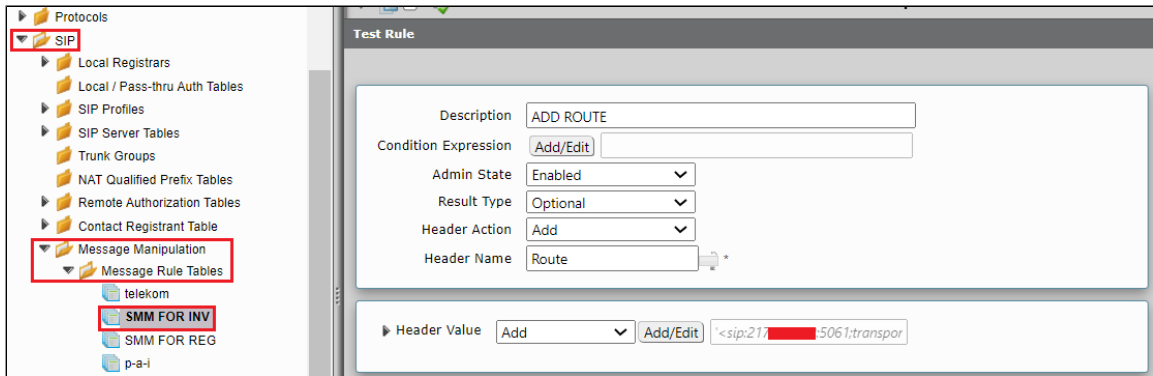 Protocols
SIP
Local Registrars
Local / Pass-thru Auth Tables
SIP Profiles
SIP Server Tables
Trunk Groups
NAT Qualified Prefix Tables
Remote Authorization Tables
Contact Registrant Table
Message Manipulation
Message Rule Tables
telekom
SMM FOR INV
SMM FOR REG
p-a-i
Test Rule
Description ADD ROUTE
Condition Expression Add/Edit
Admin State Enabled
Result Type Optional
Header Action Add
Header Name Route *
Header Value Add Add/Edit '<sip:217 :5061;transpor